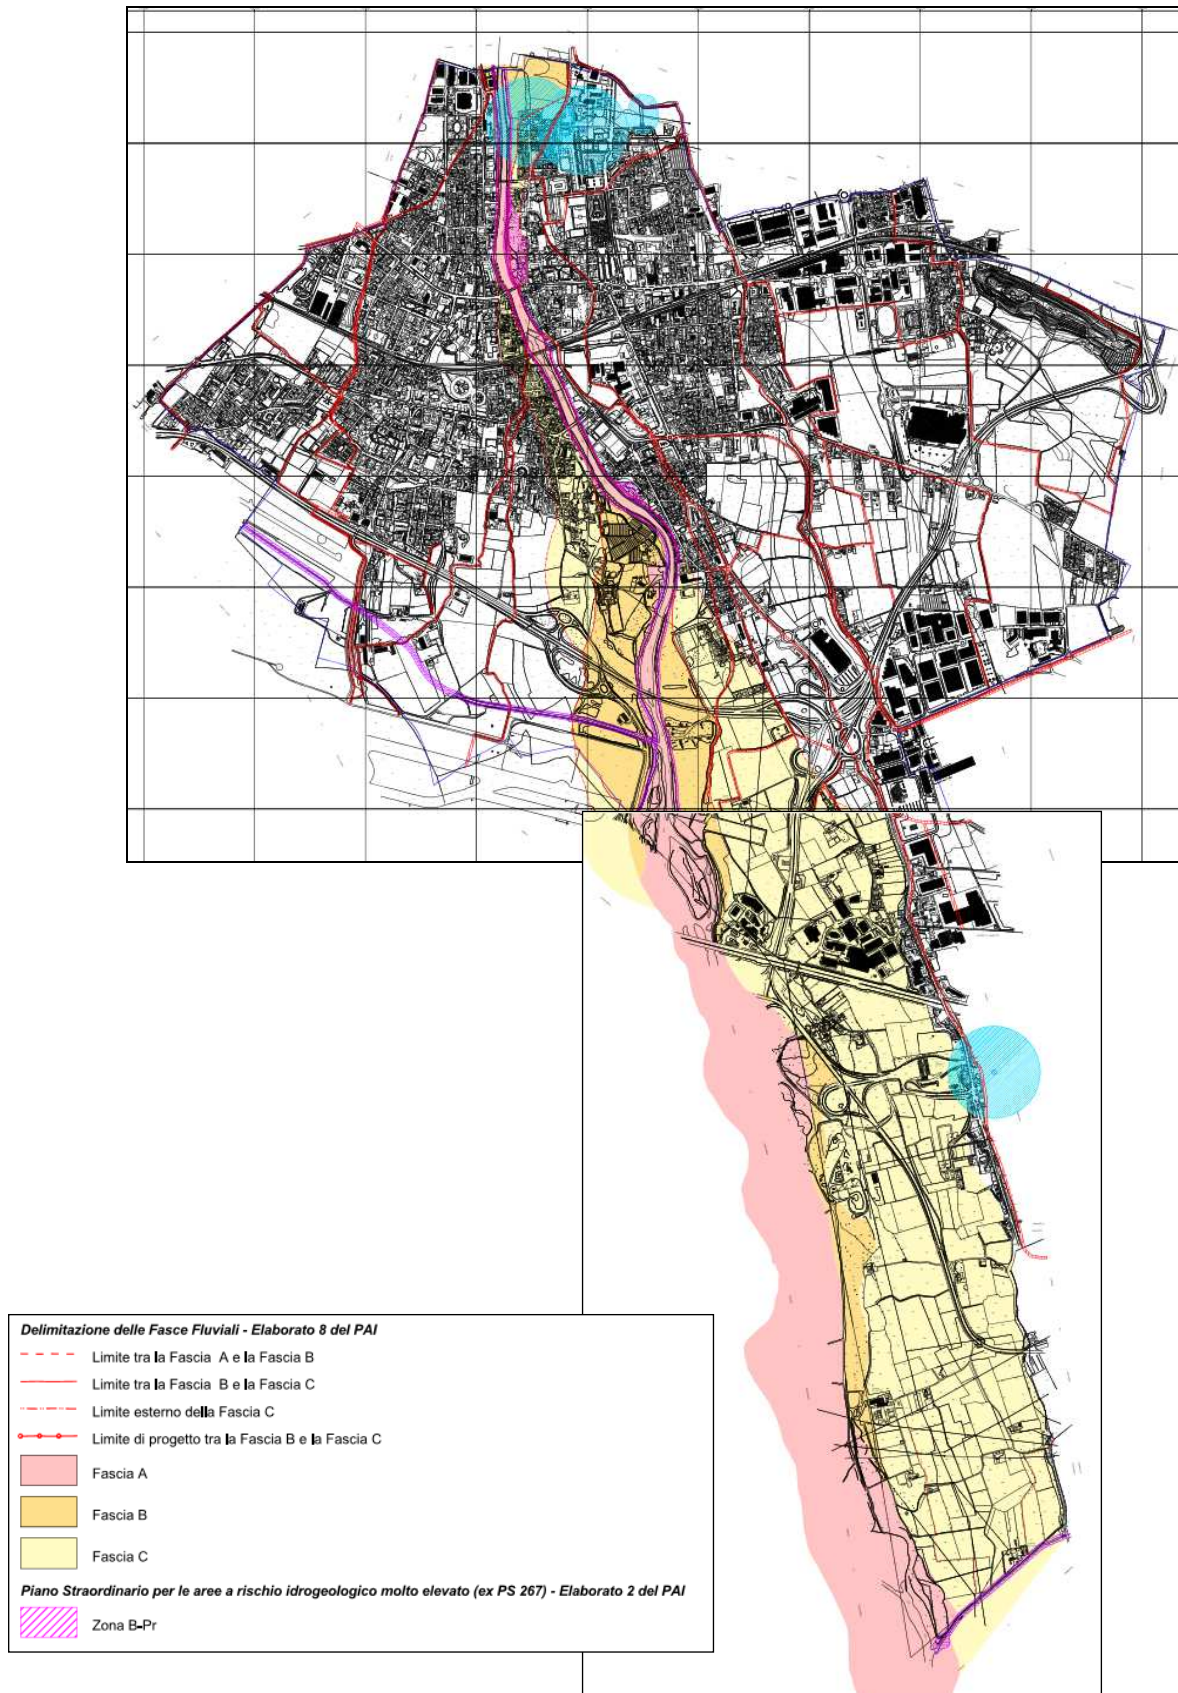 Delimitazione delle Fasce Fluviali - Elaborato 8 del PAI
Limite tra la Fascia A e la Fascia B
Limite tra la Fascia B e la Fascia C
Limite esterno della Fascia C
Limite di progetto tra la Fascia B e la Fascia C
Fascia A
Fascia B
Fascia C
Piano Straordinario per le aree a rischio idrogeologico molto elevato (ex PS 267) - Elaborato 2 del PAI
Zona B-Pr